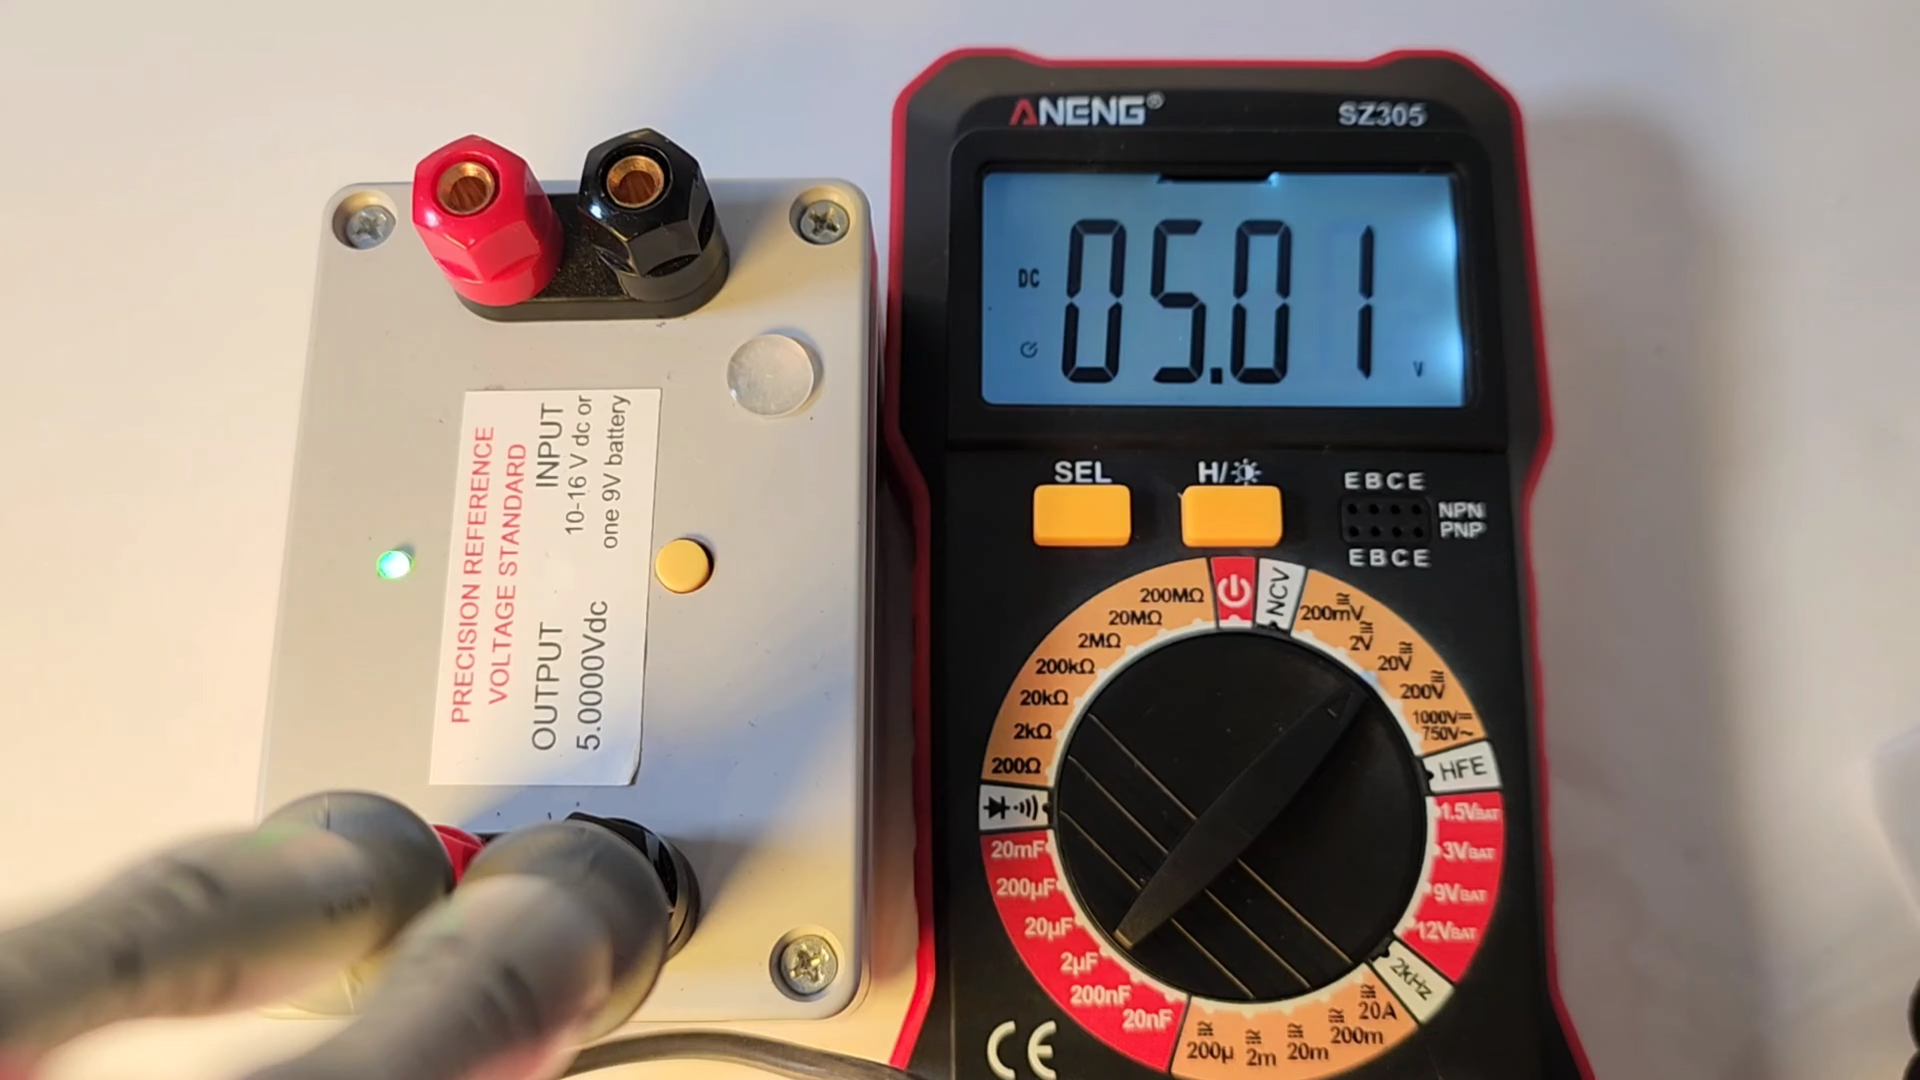 PRECISION REFERENCE
VOLTAGE STANDARD
OUTPUT
5.0000Vdc
INPUT
10-16 V dc or
one 9V battery
ANENG®
SZ305
DC
05.01
V
SEL
H/
E B C E
NPN
PNP
E B C E
NCV
200mV
2V
20V
200V
1000V
750V~
HFE
1.5VBAT
3VBAT
9VBAT
12VBAT
2kHz
20A
200m
20m
2m
200µ
20nF
200nF
2µF
20µF
200µF
20mF
200Ω
2kΩ
20kΩ
200kΩ
2MΩ
20MΩ
200MΩ
CE